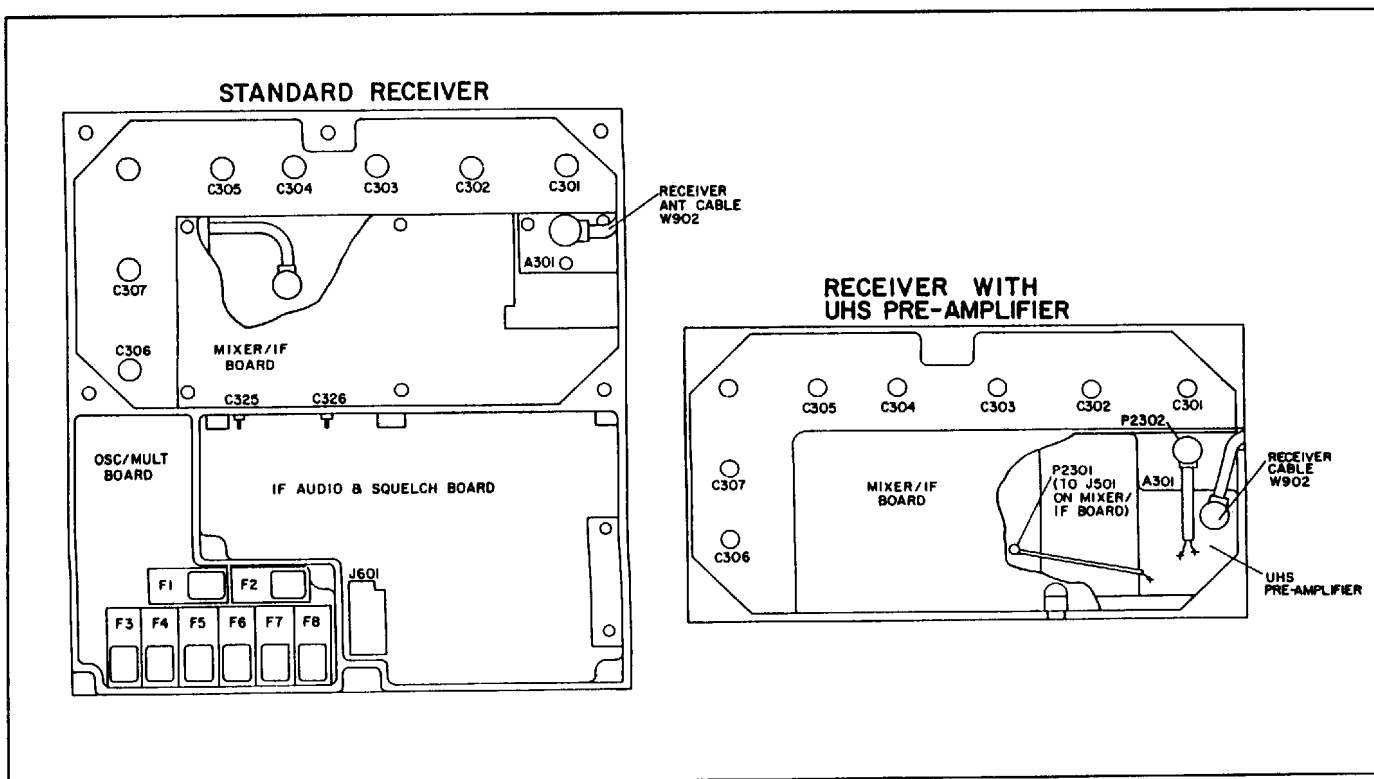 STANDARD RECEIVER
C305
C304
C303
C302
C301
RECEIVER
ANT CABLE
W902
A301
C307
C306
MIXER/IF
BOARD
C325
C326
OSC/MULT
BOARD
IF AUDIO & SQUELCH BOARD
F1
F2
J601
F3
F4
F5
F6
F7
F8
RECEIVER WITH
UHS PRE-AMPLIFIER
C305
C304
C303
C302
C301
P2302
RECEIVER
CABLE
W902
C307
C306
MIXER/IF
BOARD
P2301
(TO J501
ON MIXER/
IF BOARD)
A301
UHS
PRE-AMPLIFIER